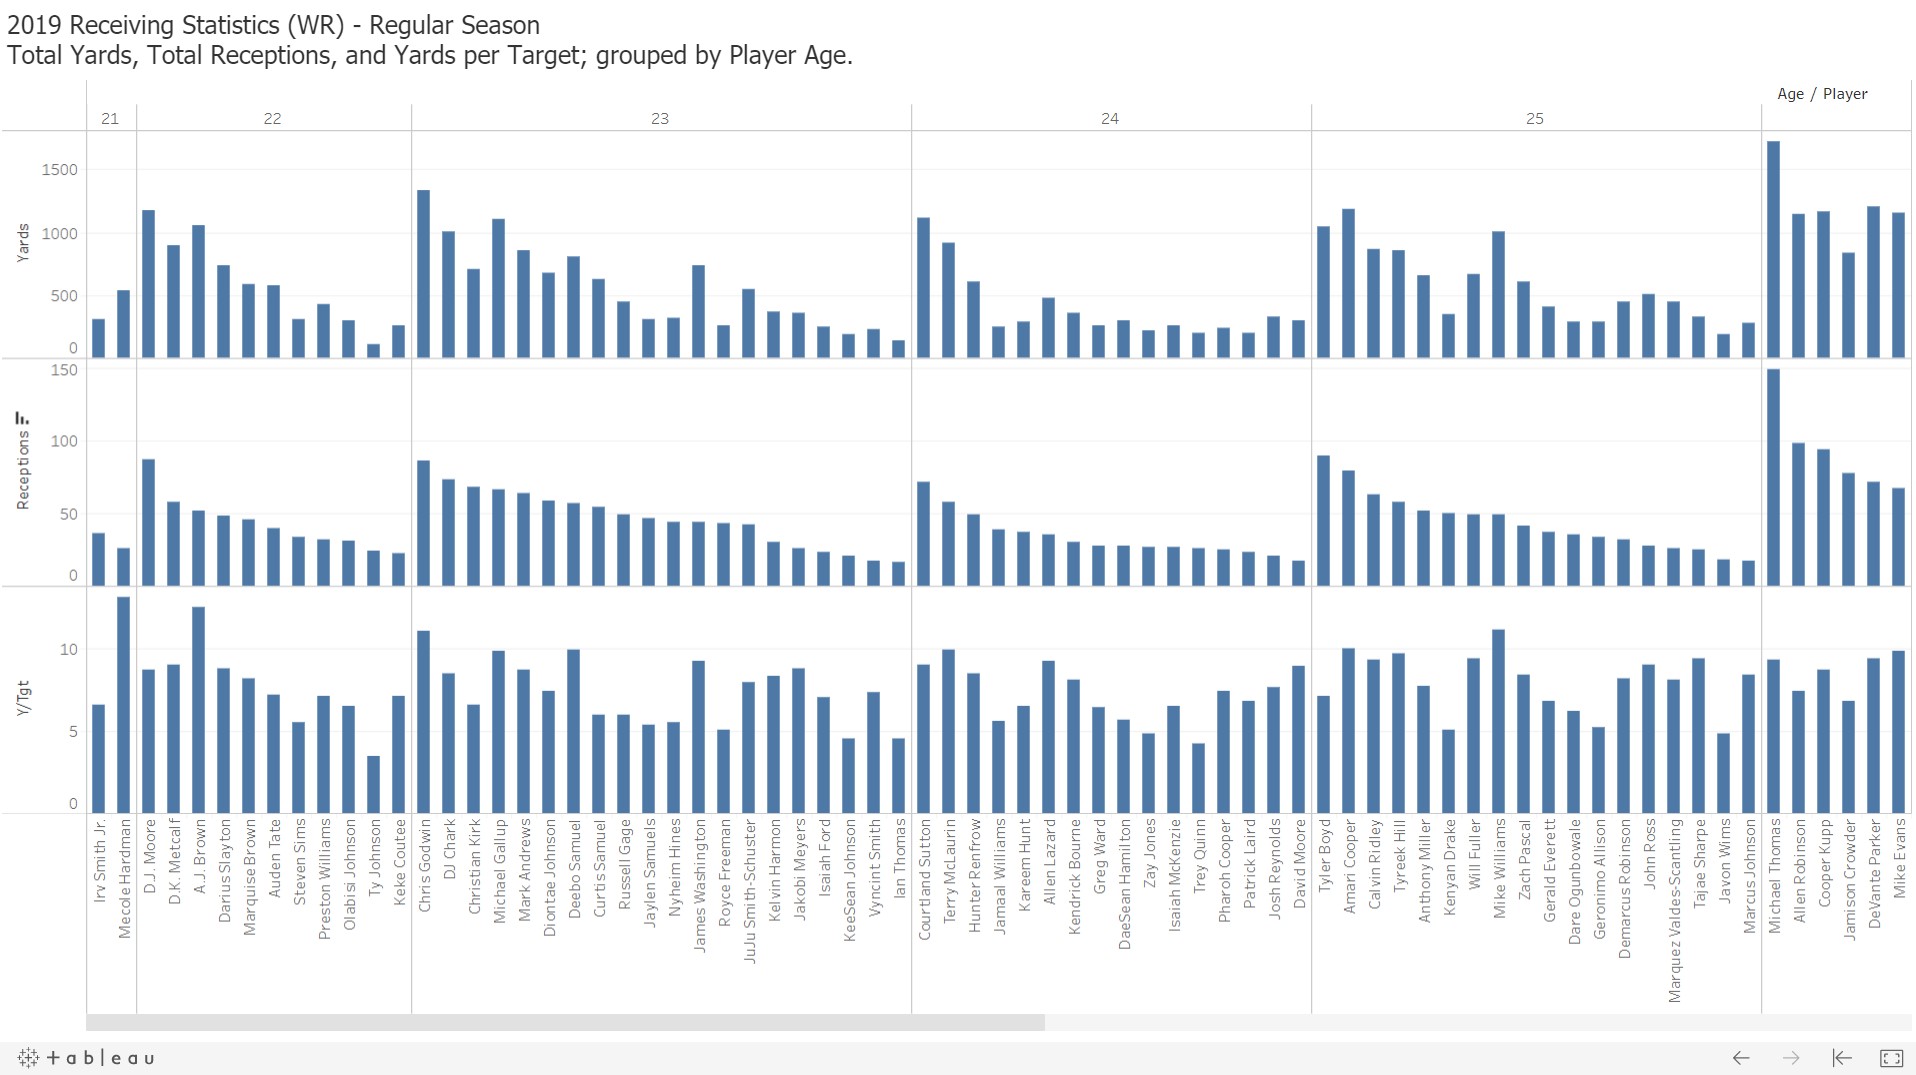 2019 Receiving Statistics (WR) - Regular Season
Total Yards, Total Receptions, and Yards per Target; grouped by Player Age.
Age / Player
21 22 23 24 25
Yards
1500
1000
500
0
Receptions
150
100
50
0
Y/Tgt
10
5
0
Irv Smith Jr.
Mecole Hardman
D.J. Moore
D.K. Metcalf
A.J. Brown
Darius Slayton
Marquise Brown
Auden Tate
Steven Sims
Preston Williams
Olabisi Johnson
Ty Johnson
Keke Coutee
Chris Godwin
DJ Chark
Christian Kirk
Michael Gallup
Mark Andrews
Diontae Johnson
Deebo Samuel
Curtis Samuel
Russell Gage
Jaylen Samuels
Nyheim Hines
James Washington
Royce Freeman
JuJu Smith-Schuster
Kelvin Harmon
Jakobi Meyers
Isaiah Ford
KeeSean Johnson
Vyncint Smith
Ian Thomas
Courtland Sutton
Terry McLaurin
Hunter Renfrow
Jamaal Williams
Kareem Hunt
Allen Lazard
Kendrick Bourne
Greg Ward
DaeSean Hamilton
Zay Jones
Isaiah McKenzie
Trey Quinn
Pharoh Cooper
Patrick Laird
Josh Reynolds
David Moore
Tyler Boyd
Amari Cooper
Calvin Ridley
Tyreek Hill
Anthony Miller
Kenyan Drake
Will Fuller
Mike Williams
Zach Pascal
Gerald Everett
Dare Ogunbowale
Geronimo Allison
Demarcus Robinson
John Ross
Marquez Valdes-Scantling
Tajae Sharpe
Javon Wims
Marcus Johnson
Michael Thomas
Allen Robinson
Cooper Kupp
Jamison Crowder
DeVante Parker
Mike Evans
+ableau